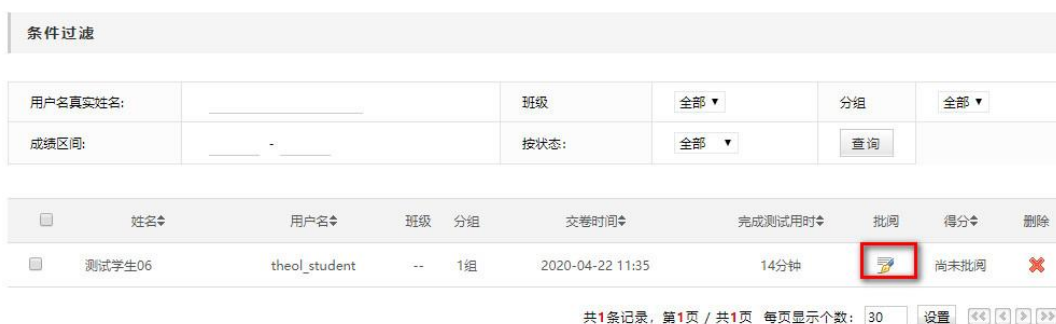 条件过滤
用户名真实姓名: 班级 全部 分组 全部
成绩区间: - 按状态: 全部 查询
姓名 用户名 班级 分组 交卷时间 完成测试用时 批阅 得分 删除
测试学生06 theol_student -- 1组 2020-04-22 11:35 14分钟 尚未批阅
共1条记录，第1页 / 共1页 每页显示个数: 30 设置